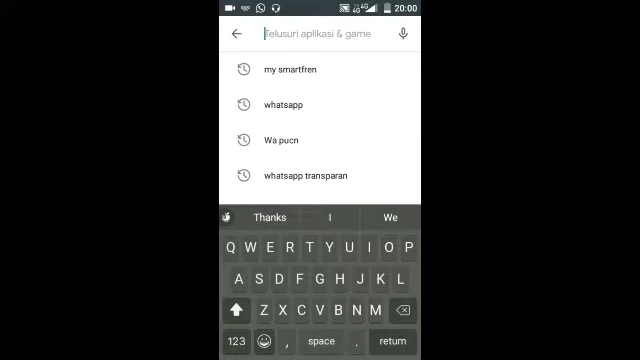 20:00
Telusuri aplikasi & game
my smartfren
whatsapp
Wa pucn
whatsapp transparan
Thanks I We
Q W E R T Y U I O P
A S D F G H J K L
Z X C V B N M
123 , space . return